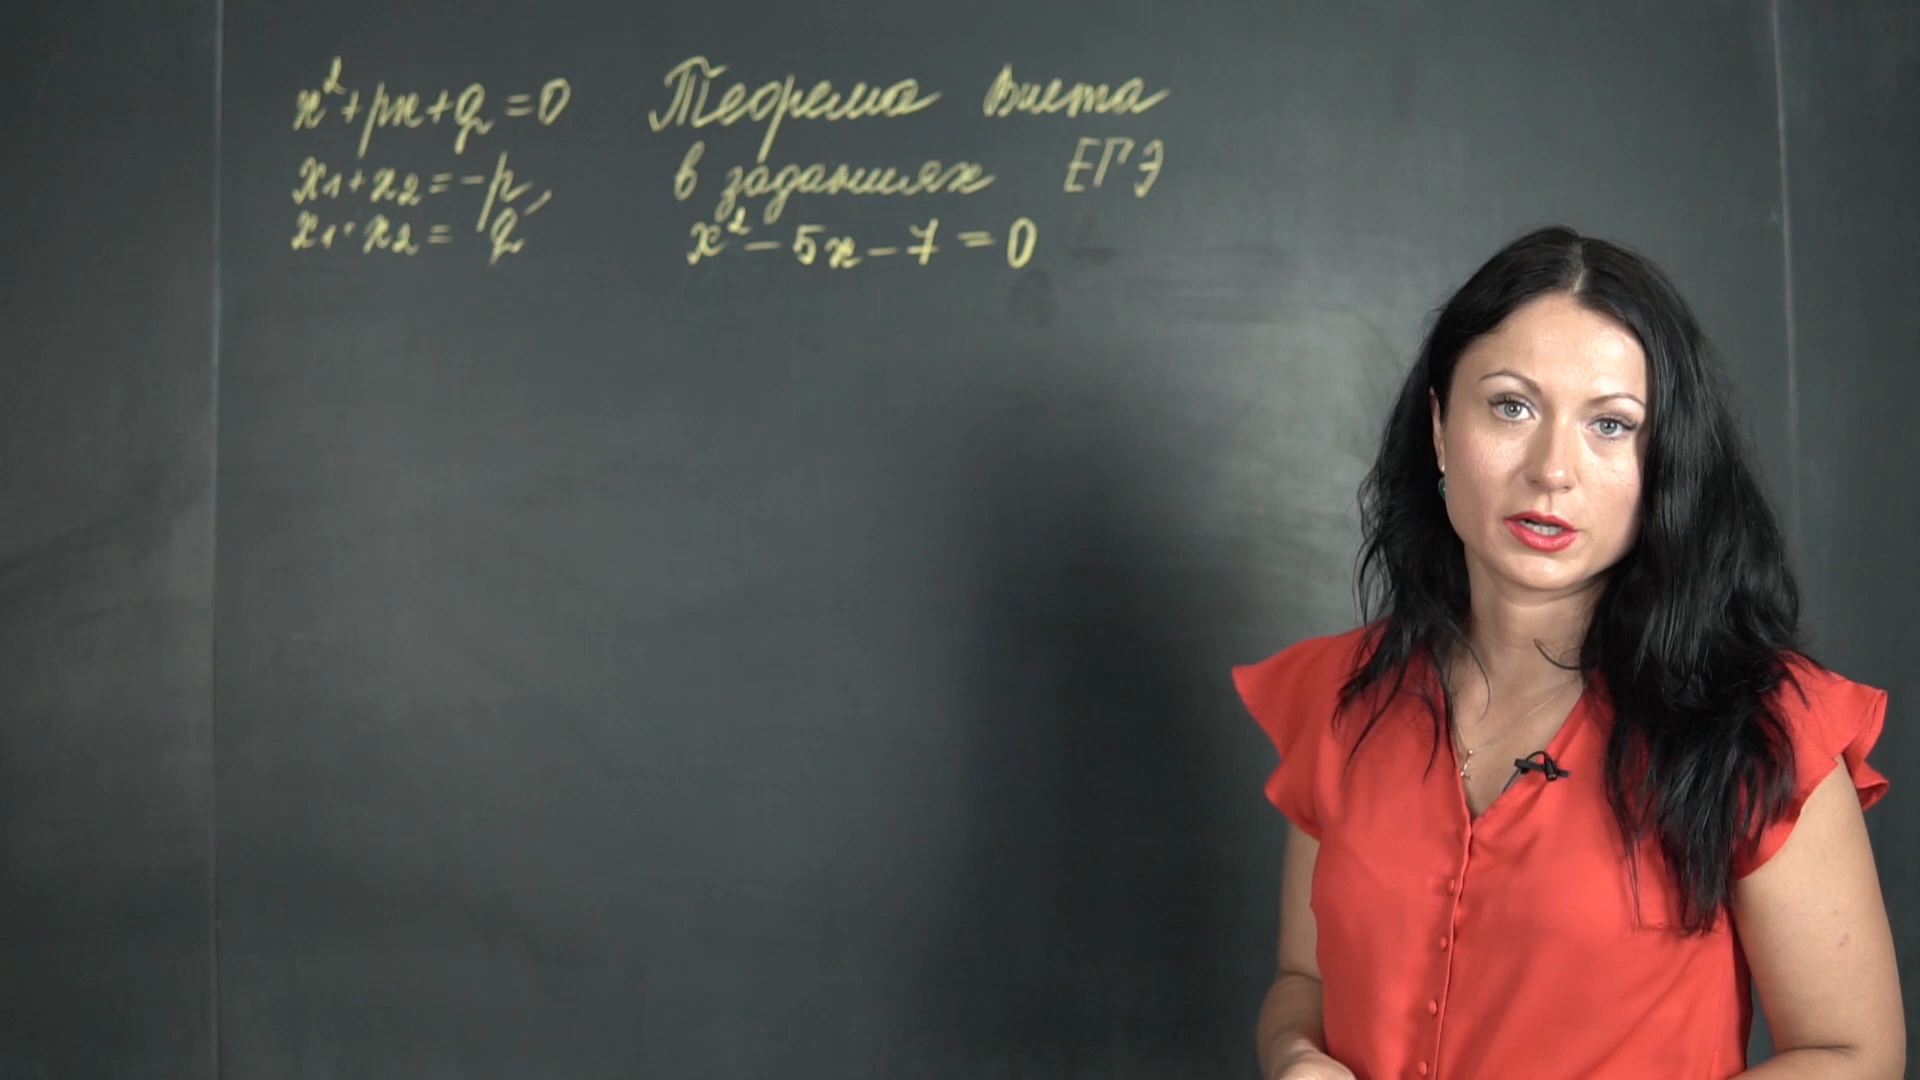 x²+px+q=0
x₁+x₂=-p,
x₁·x₂= q
Теорема Виета
в заданиях ЕГЭ
x²-5x-7=0